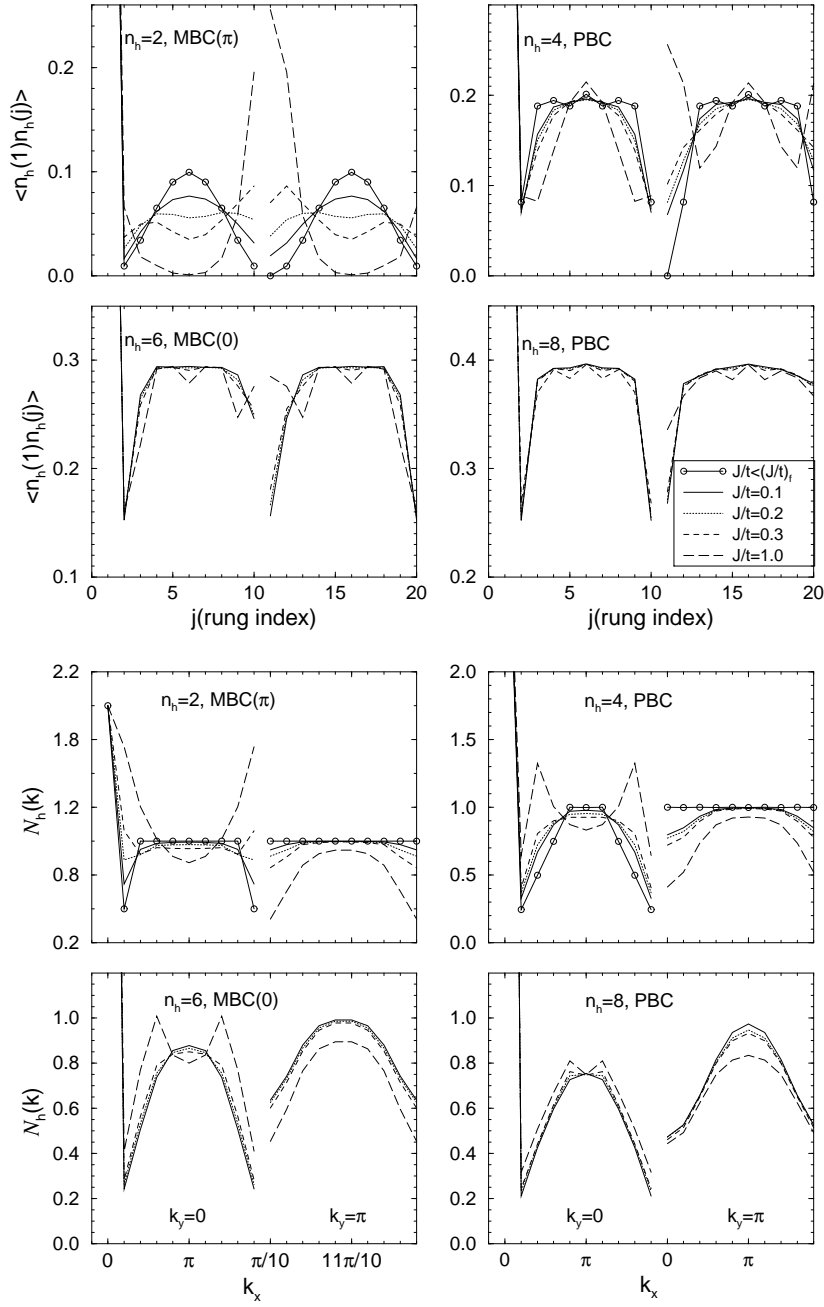 n_h=2, MBC(π)
n_h=4, PBC
0.2
0.1
0.0
0.3
0.2
0.1
0.0
<n_h(1)n_h(j)>
n_h=6, MBC(0)
n_h=8, PBC
0.3
0.2
0.1
0.4
0.3
0.2
<n_h(1)n_h(j)>
J/t<(J/t)_f
J/t=0.1
J/t=0.2
J/t=0.3
J/t=1.0
0 5 10 15 20
0 5 10 15 20
j(rung index)
j(rung index)
n_h=2, MBC(π)
n_h=4, PBC
2.2
1.8
1.2
0.8
0.2
2.0
1.5
1.0
0.5
0.0
N_h(k)
n_h=6, MBC(0)
n_h=8, PBC
1.0
0.8
0.6
0.4
0.2
0.0
1.0
0.8
0.6
0.4
0.2
0.0
N_h(k)
k_y=0
k_y=π
k_y=0
k_y=π
0 π π/10 11π/10
0 π 0 π
k_x
k_x